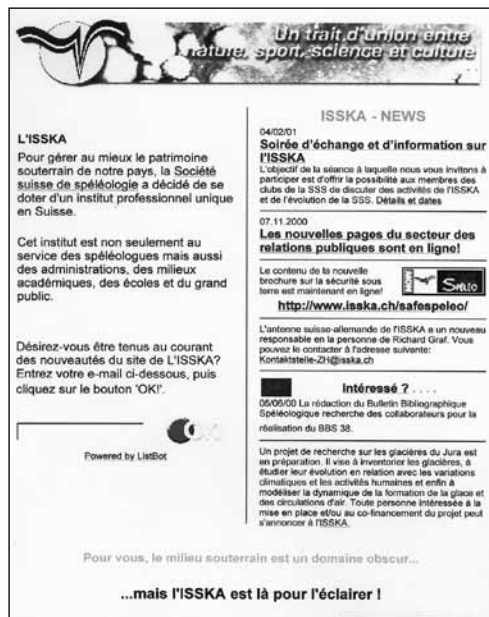 Un trait d'union entre
nature, sport, science et culture
L'ISSKA
Pour gérer au mieux le patrimoine
souterrain de notre pays, la Société
suisse de spéléologie a décidé de se
doter d'un institut professionnel unique
en Suisse.
Cet institut est non seulement au
service des spéléologues mais aussi
des administrations, des milieux
académiques, des écoles et du grand
public.
Désirez-vous être tenus au courant
des nouveautés du site de L'ISSKA?
Entrez votre e-mail ci-dessous, puis
cliquez sur le bouton 'OK!'.
OK
Powered by ListBot
ISSKA - NEWS
04/02/01
Soirée d'échange et d'information sur
l'ISSKA
L'objectif de la séance à laquelle nous vous invitons à
participer est d'offrir la possibilité aux membres des
clubs de la SSS de discuter des activités de l'ISSKA
et de l'évolution de la SSS. Détails et dates
07.11.2000
Les nouvelles pages du secteur des
relations publiques sont en ligne!
Le contenu de la nouvelle
brochure sur la sécurité sous
terre est maintenant en ligne!
NOW
http://www.isska.ch/safespeleo/
L'antenne suisse-allemande de l'ISSKA a un nouveau
responsable en la personne de Richard Graf. Vous
pouvez le contacter à l'adresse suivante:
Kontaktstelle-ZH@isska.ch
Intéressé ? . . . .
06/06/00 La rédaction du Bulletin Bibliographique
Spéléologique recherche des collaborateurs pour la
réalisation du BBS 38.
Un projet de recherche sur les glacières du Jura est
en préparation. Il vise à inventorier les glacières, à
étudier leur évolution en relation avec les variations
climatiques et les activités humaines et enfin à
modéliser la dynamique de la formation de la glace et
des circulations d'air. Toute personne intéressée à la
mise en place et/ou au co-financement du projet peut
s'annoncer à l'ISSKA.
Pour vous, le milieu souterrain est un domaine obscur...
...mais l'ISSKA est là pour l'éclairer !